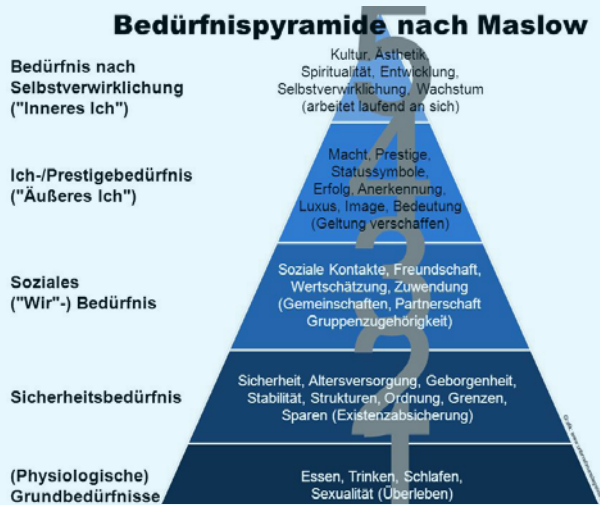 Bedürfnispyramide nach Maslow
5
Bedürfnis nach
Selbstverwirklichung
("Inneres Ich")
Kultur, Ästhetik,
Spiritualität, Entwicklung,
Selbstverwirklichung, Wachstum
(arbeitet laufend an sich)
4
Ich-/Prestigebedürfnis
("Äußeres Ich")
Macht, Prestige,
Statussymbole,
Erfolg, Anerkennung,
Luxus, Image, Bedeutung
(Geltung verschaffen)
3
Soziales
("Wir"-) Bedürfnis
Soziale Kontakte, Freundschaft,
Wertschätzung, Zuwendung
(Gemeinschaften, Partnerschaft
Gruppenzugehörigkeit)
2
Sicherheitsbedürfnis
Sicherheit, Altersversorgung, Geborgenheit,
Stabilität, Strukturen, Ordnung, Grenzen,
Sparen (Existenzabsicherung)
1
(Physiologische)
Grundbedürfnisse
Essen, Trinken, Schlafen,
Sexualität (Überleben)